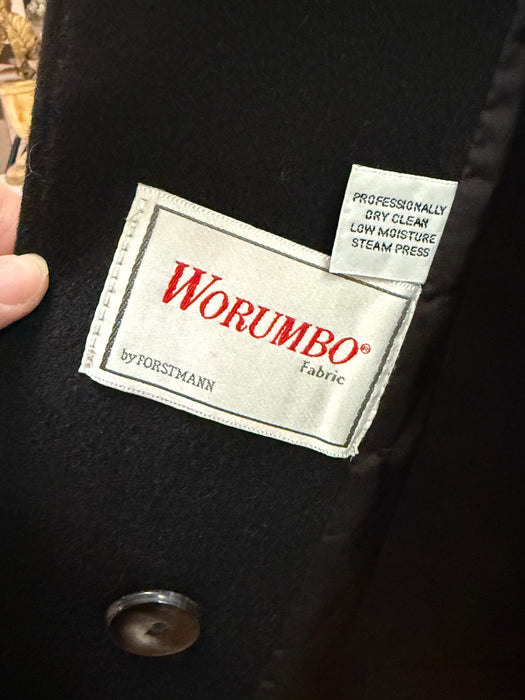 PROFESSIONALLY
DRY CLEAN
LOW MOISTURE
STEAM PRESS
WORUMBO®
Fabric
by FORSTMANN